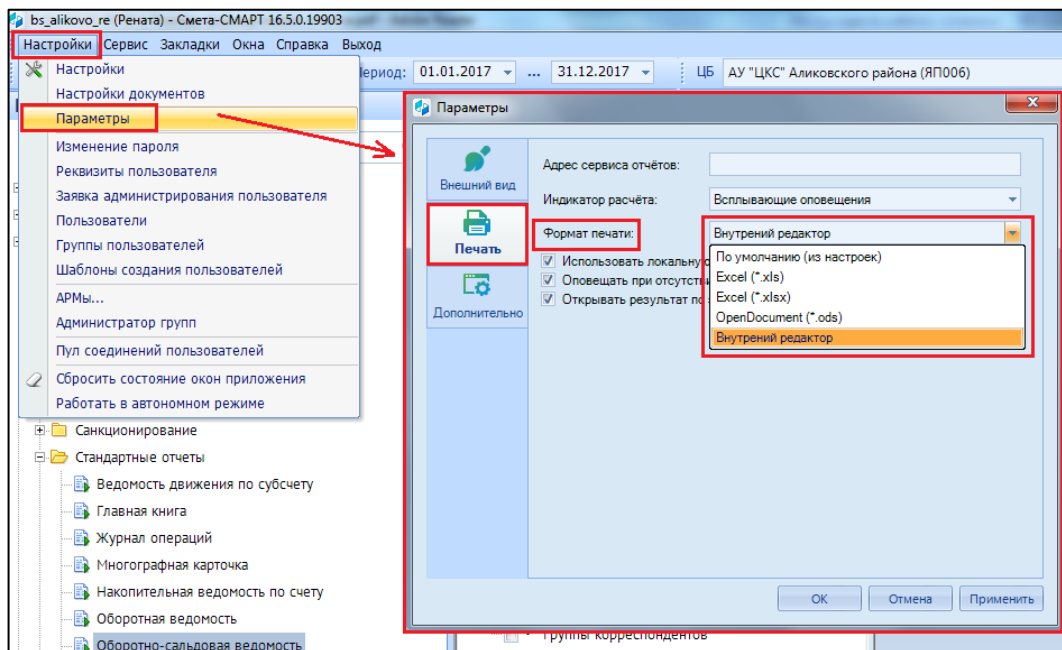 bs_alikovo_re (Рената) - Смета-СМАРТ 16.5.0.19903
Настройки Сервис Закладки Окна Справка Выход
Период: 01.01.2017 ... 31.12.2017 ЦБ АУ "ЦКС" Аликовского района (ЯП006)
Настройки
Настройки документов
Параметры
Изменение пароля
Реквизиты пользователя
Заявка администрирования пользователя
Пользователи
Группы пользователей
Шаблоны создания пользователей
АРМы...
Администратор групп
Пул соединений пользователей
Сбросить состояние окон приложения
Работать в автономном режиме
Санкционирование
Стандартные отчеты
Ведомость движения по субсчету
Главная книга
Журнал операций
Многографная карточка
Накопительная ведомость по счету
Оборотная ведомость
Оборотно-сальдовая ведомость
Параметры
Внешний вид
Печать
Дополнительно
Адрес сервиса отчётов:
Индикатор расчёта: Всплывающие оповещения
Формат печати: Внутрений редактор
Использовать локальную
Оповещать при отсутстви
Открывать результат по
По умолчанию (из настроек)
Excel (*.xls)
Excel (*.xlsx)
OpenDocument (*.ods)
Внутрений редактор
ОК Отмена Применить
Группы корреспондентов